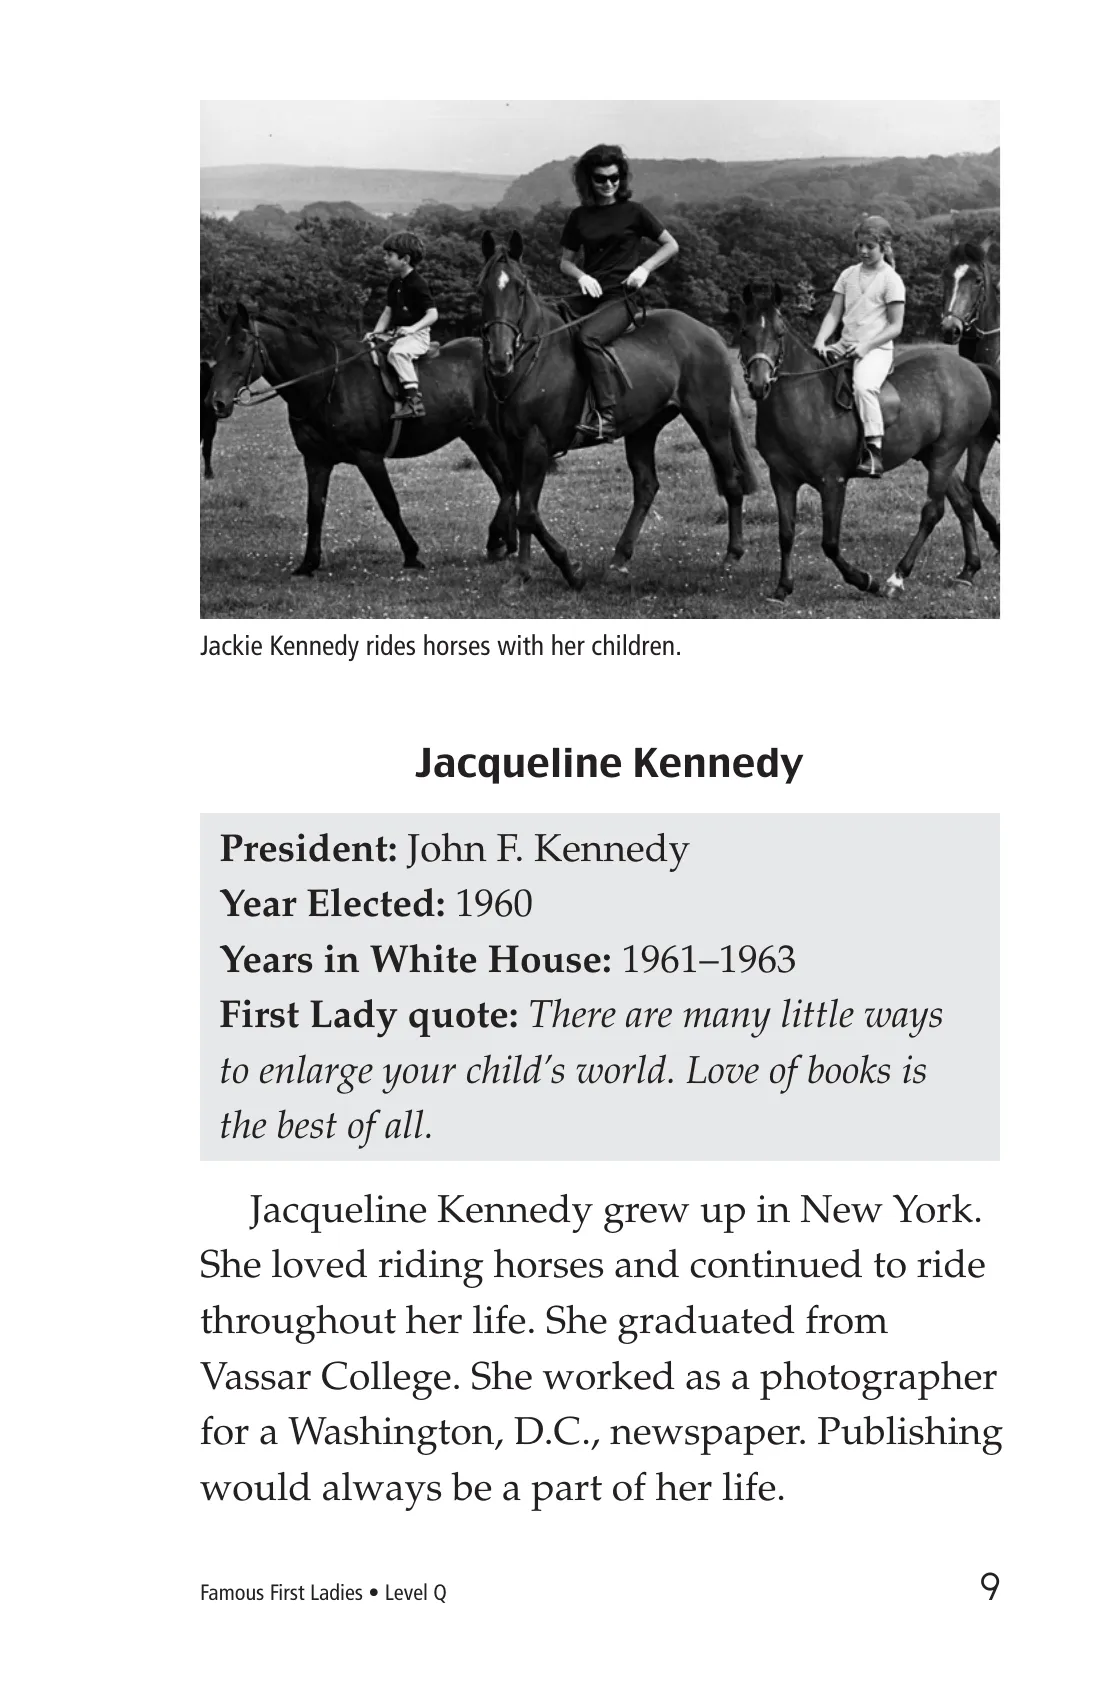 Jackie Kennedy rides horses with her children.
Jacqueline Kennedy
President: John F. Kennedy
Year Elected: 1960
Years in White House: 1961–1963
First Lady quote: There are many little ways
to enlarge your child’s world. Love of books is
the best of all.
Jacqueline Kennedy grew up in New York.
She loved riding horses and continued to ride
throughout her life. She graduated from
Vassar College. She worked as a photographer
for a Washington, D.C., newspaper. Publishing
would always be a part of her life.
Famous First Ladies • Level Q
9